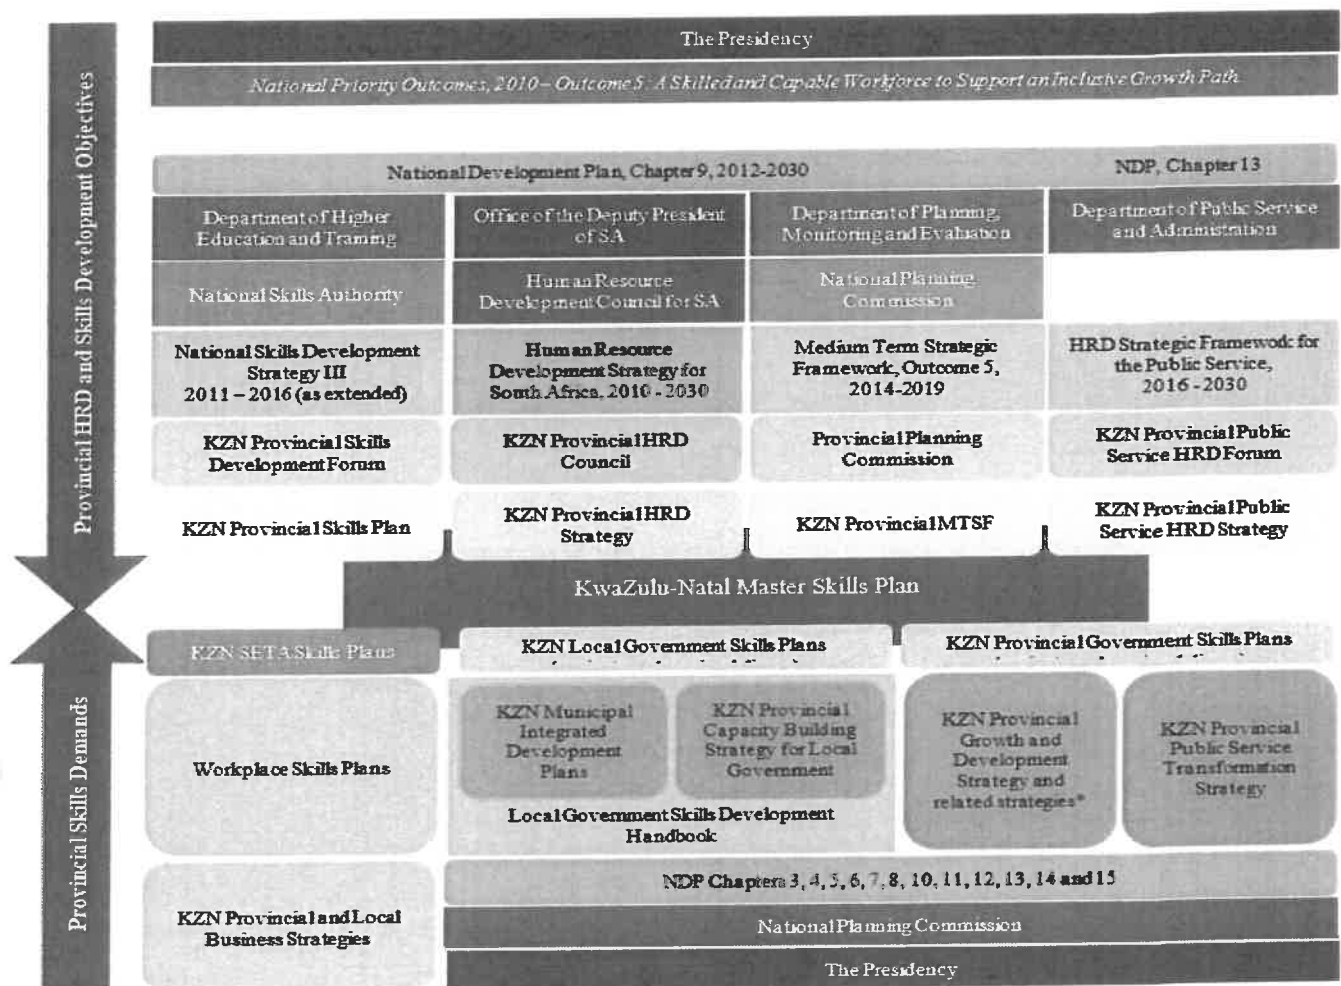 The Presidency
National Priority Outcomes, 2010 – Outcome 5: A Skilled and Capable Workforce to Support an Inclusive Growth Path
Provincial HRD and Skills Development Objectives
National Development Plan, Chapter 9, 2012-2030
NDP, Chapter 13
Department of Higher
Education and Training
Office of the Deputy President
of SA
Department of Planning,
Monitoring and Evaluation
Department of Public Service
and Administration
National Skills Authority
Human Resource
Development Council for SA
National Planning
Commission
National Skills Development
Strategy III
2011 – 2016 (as extended)
Human Resource
Development Strategy for
South Africa, 2010 - 2030
Medium Term Strategic
Framework, Outcome 5,
2014-2019
HRD Strategic Framework for
the Public Service,
2016 - 2030
KZN Provincial Skills
Development Forum
KZN Provincial HRD
Council
Provincial Planning
Commission
KZN Provincial Public
Service HRD Forum
KZN Provincial Skills Plan
KZN Provincial HRD
Strategy
KZN Provincial MTSF
KZN Provincial Public
Service HRD Strategy
KwaZulu-Natal Master Skills Plan
Provincial Skills Demands
KZN SETA Skills Plans
KZN Local Government Skills Plans
KZN Provincial Government Skills Plans
Workplace Skills Plans
KZN Municipal
Integrated
Development
Plans
KZN Provincial
Capacity Building
Strategy for Local
Government
KZN Provincial
Growth and
Development
Strategy and
related strategies*
KZN Provincial
Public Service
Transformation
Strategy
Local Government Skills Development
Handbook
KZN Provincial and Local
Business Strategies
NDP Chapters 3, 4, 5, 6, 7, 8, 10, 11, 12, 13, 14 and 15
National Planning Commission
The Presidency